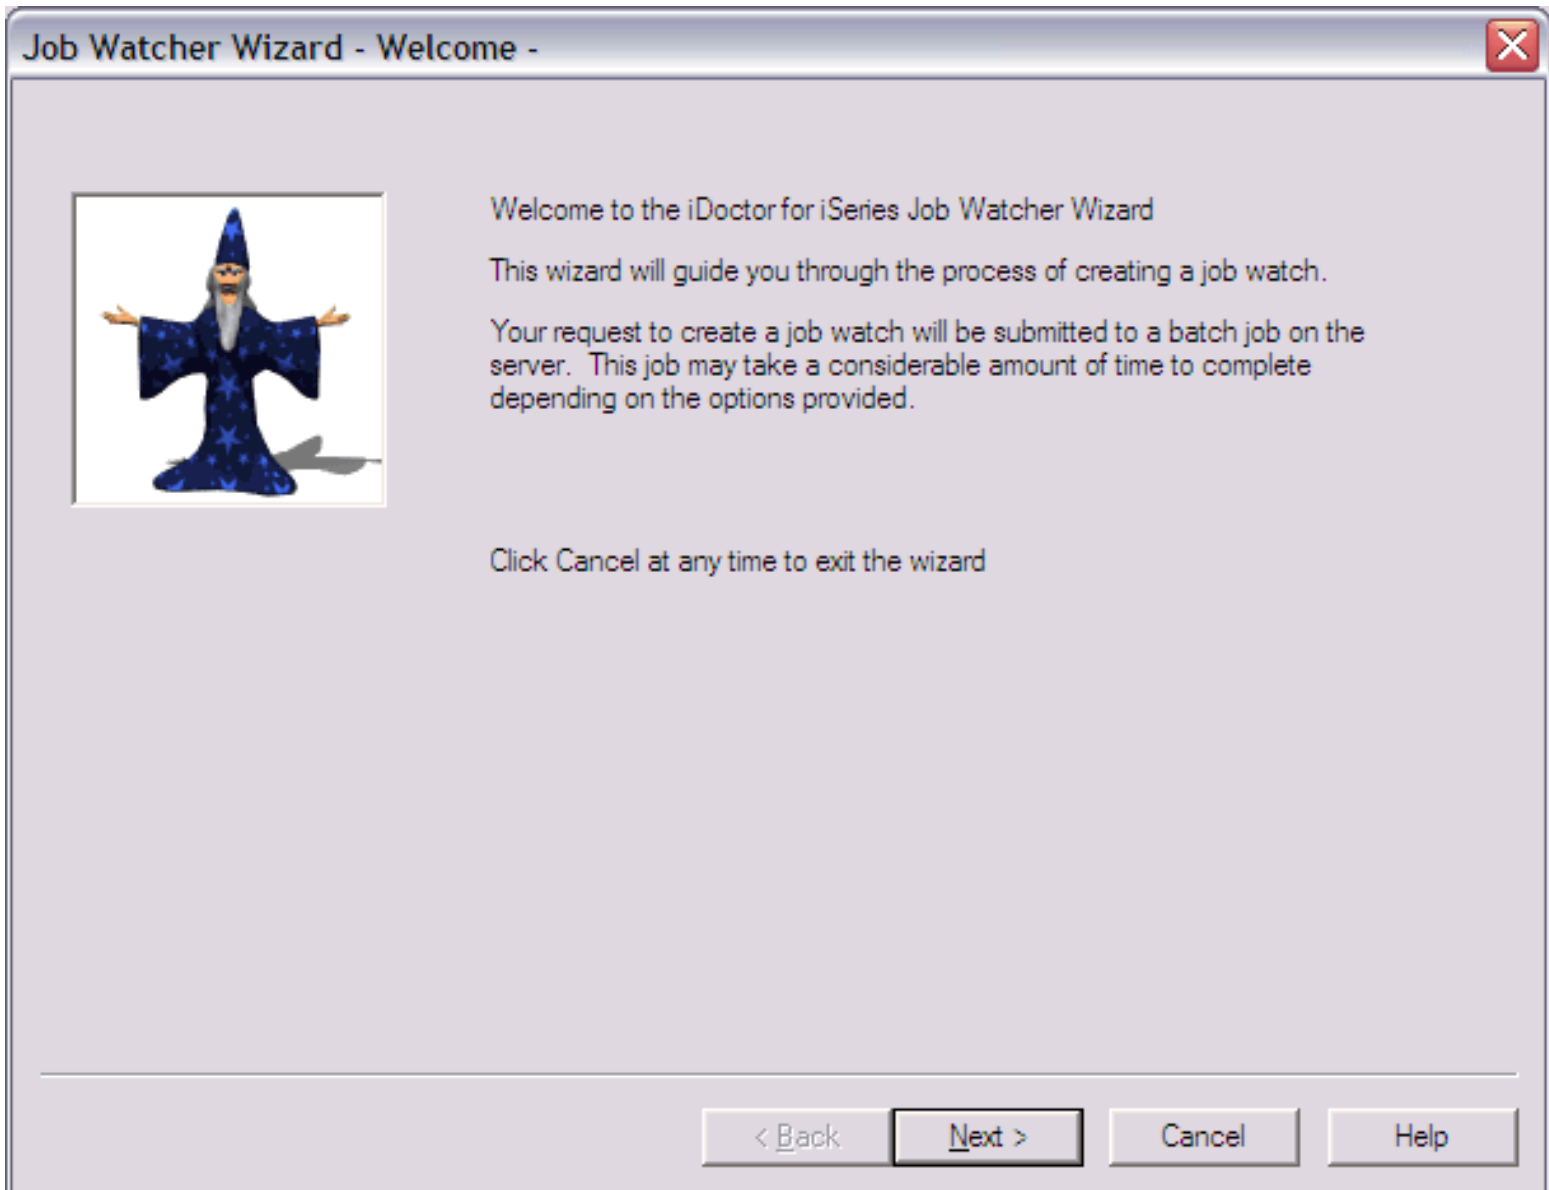 Job Watcher Wizard - Welcome -
Welcome to the iDoctor for iSeries Job Watcher Wizard
This wizard will guide you through the process of creating a job watch.
Your request to create a job watch will be submitted to a batch job on the
server.  This job may take a considerable amount of time to complete
depending on the options provided.
Click Cancel at any time to exit the wizard
< Back
Next >
Cancel
Help